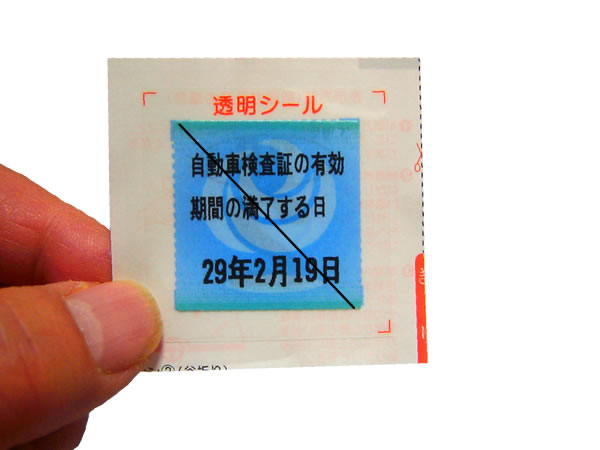 透明シール
自動車検査証の有効
期間の満了する日
29年2月19日